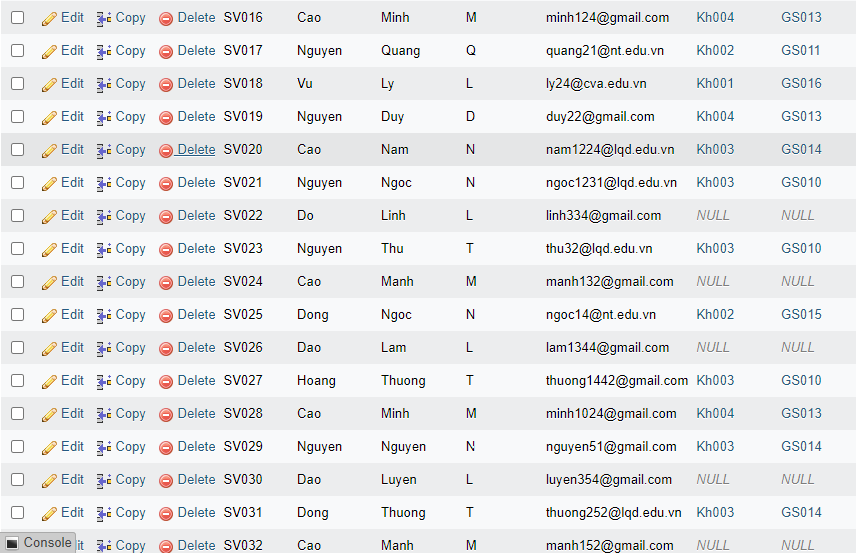 Edit Copy Delete SV016 Cao Minh M minh124@gmail.com Kh004 GS013
Edit Copy Delete SV017 Nguyen Quang Q quang21@nt.edu.vn Kh002 GS011
Edit Copy Delete SV018 Vu Ly L ly24@cva.edu.vn Kh001 GS016
Edit Copy Delete SV019 Nguyen Duy D duy22@gmail.com Kh004 GS013
Edit Copy Delete SV020 Cao Nam N nam1224@lqd.edu.vn Kh003 GS014
Edit Copy Delete SV021 Nguyen Ngoc N ngoc1231@lqd.edu.vn Kh003 GS010
Edit Copy Delete SV022 Do Linh L linh334@gmail.com NULL NULL
Edit Copy Delete SV023 Nguyen Thu T thu32@lqd.edu.vn Kh003 GS010
Edit Copy Delete SV024 Cao Manh M manh132@gmail.com NULL NULL
Edit Copy Delete SV025 Dong Ngoc N ngoc14@nt.edu.vn Kh002 GS015
Edit Copy Delete SV026 Dao Lam L lam1344@gmail.com NULL NULL
Edit Copy Delete SV027 Hoang Thuong T thuong1442@gmail.com Kh003 GS010
Edit Copy Delete SV028 Cao Minh M minh1024@gmail.com Kh004 GS013
Edit Copy Delete SV029 Nguyen Nguyen N nguyen51@gmail.com Kh003 GS014
Edit Copy Delete SV030 Dao Luyen L luyen354@gmail.com NULL NULL
Edit Copy Delete SV031 Dong Thuong T thuong252@lqd.edu.vn Kh003 GS014
Console
Copy Delete SV032 Cao Manh M manh152@gmail.com NULL NULL